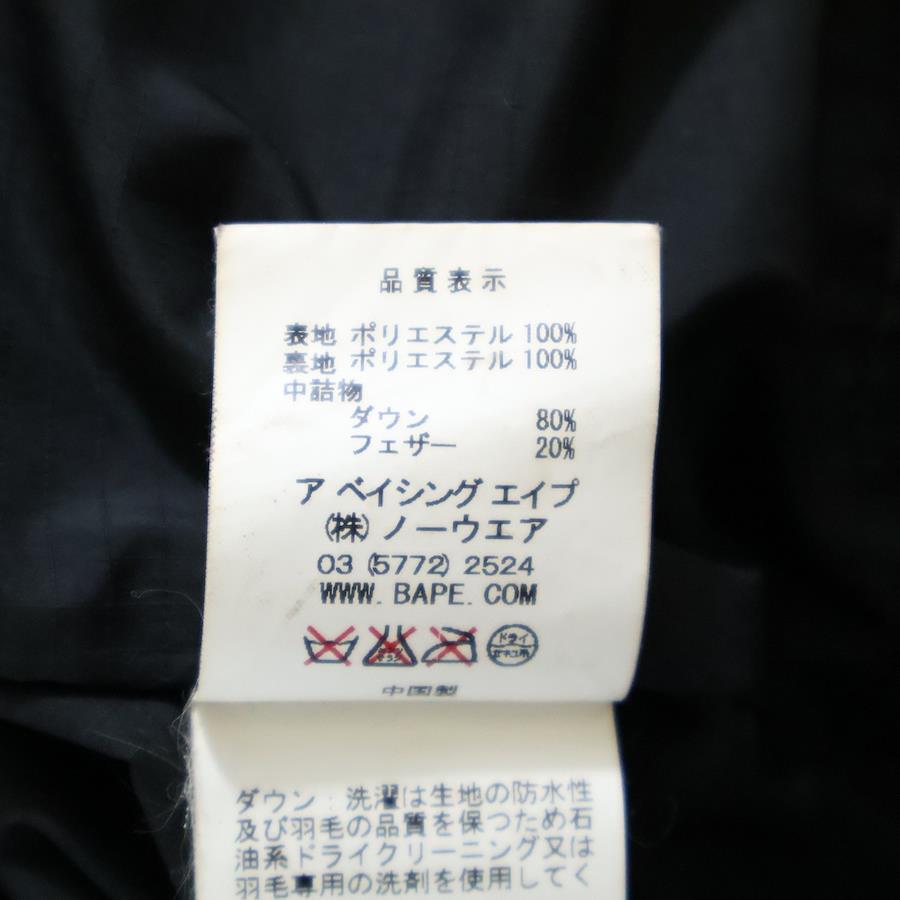 品質表示
表地 ポリエステル 100%
裏地 ポリエステル 100%
中詰物
ダウン 80%
フェザー 20%
ア ベイシング エイプ
(株) ノーウエア
03 (5772) 2524
WWW. BAPE. COM
ドライ
中国製
ダウン : 洗濯は生地の防水性
及び羽毛の品質を保つため石
油系ドライクリーニング又は
羽毛専用の洗剤を使用してく